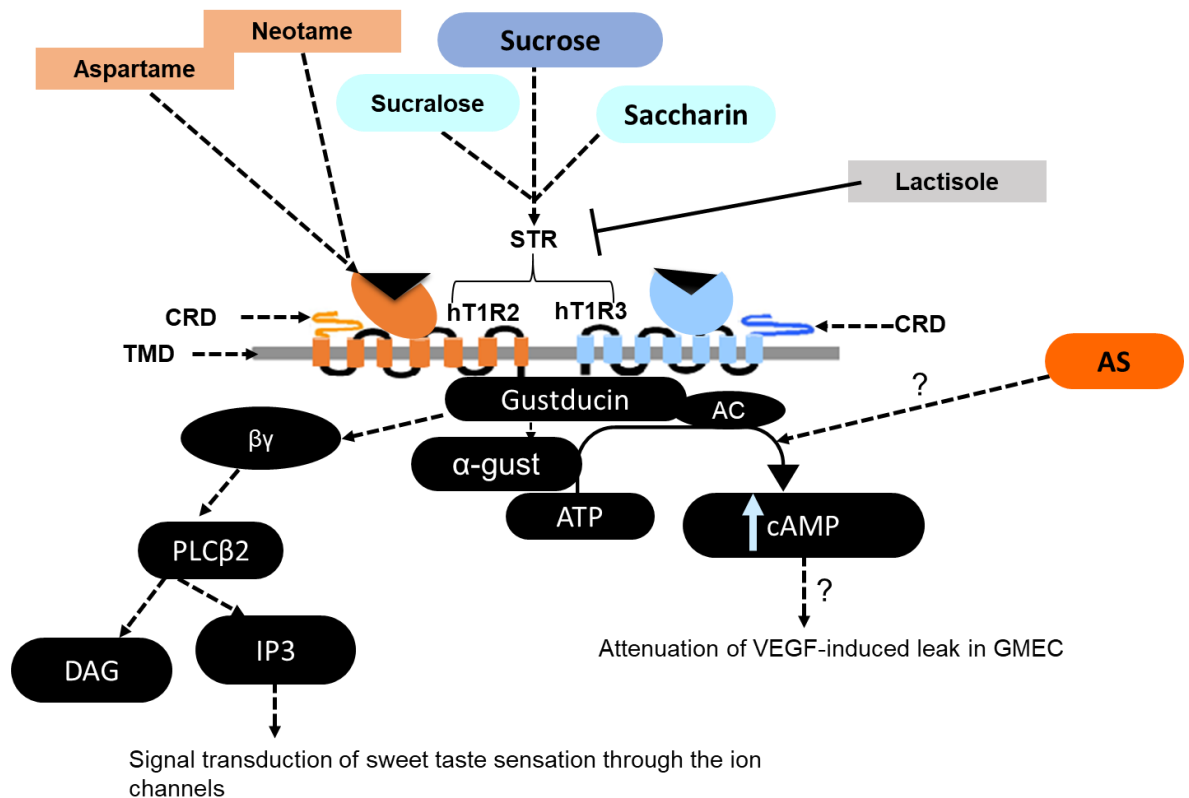 Neotame
Aspartame
Sucrose
Sucralose
Saccharin
Lactisole
STR
hT1R2
hT1R3
CRD
CRD
TMD
AS
?
Gustducin
AC
βγ
α-gust
ATP
cAMP
PLCβ2
?
DAG
IP3
Attenuation of VEGF-induced leak in GMEC
Signal transduction of sweet taste sensation through the ion
channels